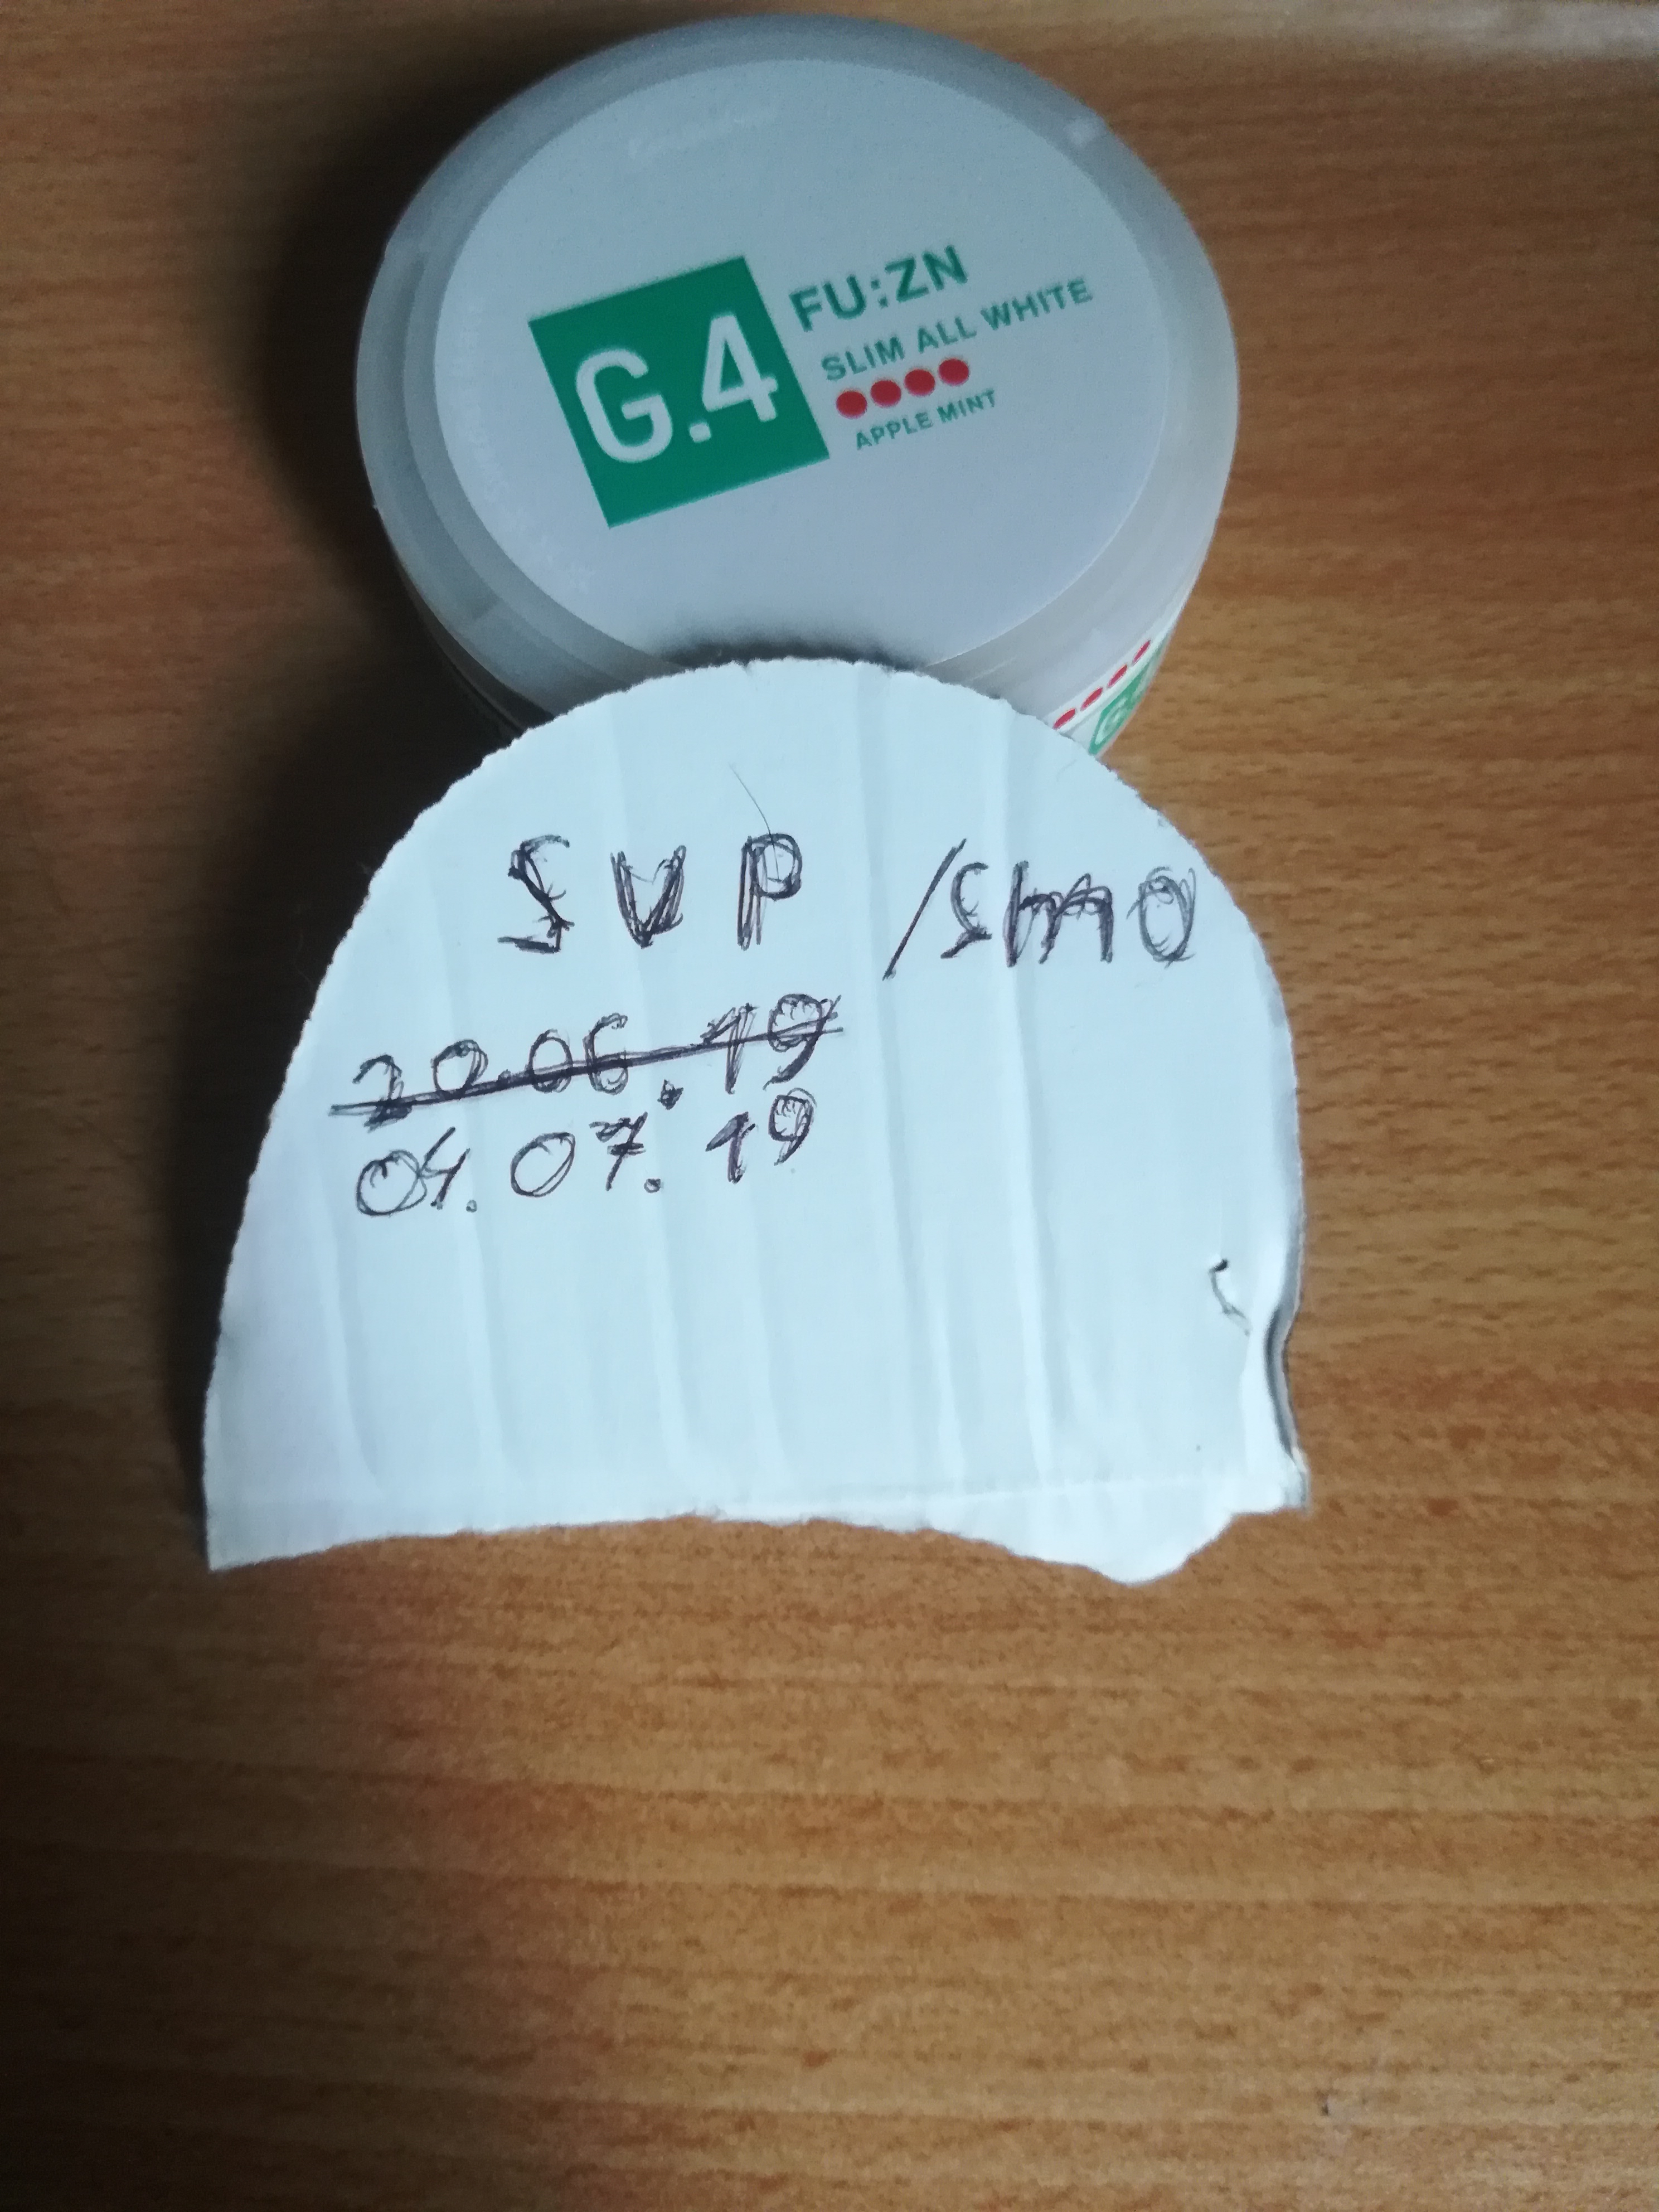 G.4
FU:ZN
SLIM ALL WHITE
APPLE MINT
SVP /smo
20.06.19
04.07.19